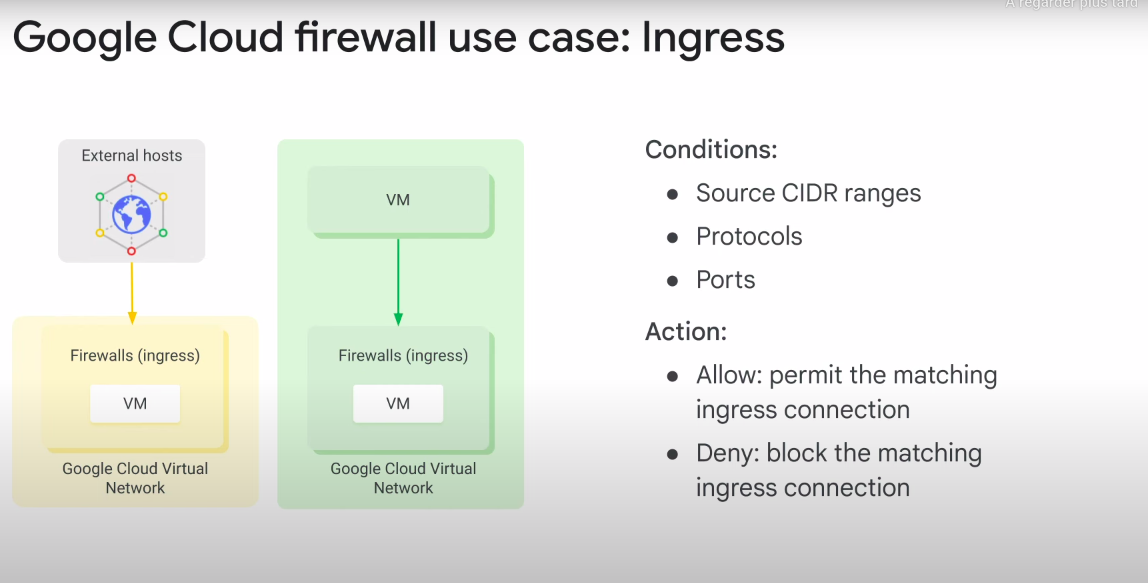 A regarder plus tard
Google Cloud firewall use case: Ingress
External hosts
Firewalls (ingress)
VM
Google Cloud Virtual
Network
VM
Firewalls (ingress)
VM
Google Cloud Virtual
Network
Conditions:
● Source CIDR ranges
● Protocols
● Ports
Action:
● Allow: permit the matching
ingress connection
● Deny: block the matching
ingress connection